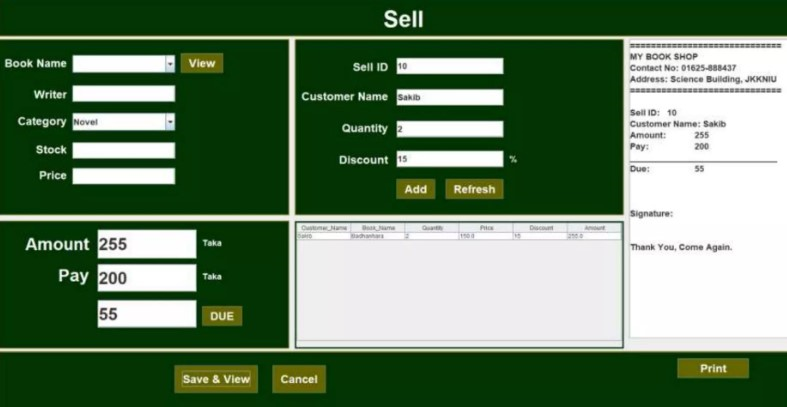 Sell
Book Name
View
Writer
Category Novel
Stock
Price
Sell ID 10
Customer Name Sakib
Quantity 2
Discount 15 %
Add Refresh
Amount 255 Taka
Pay 200 Taka
55 DUE
Customer_Name Book_Name Quantity Price Discount Amount
Sakib Badhanhara 2 150.0 15 255.0
==============================
MY BOOK SHOP
Contact No: 01625-888437
Address: Science Building, JKKNIU
==============================
Sell ID: 10
Customer Name: Sakib
Amount: 255
Pay: 200
Due: 55
Signature:
Thank You, Come Again.
Save & View Cancel
Print